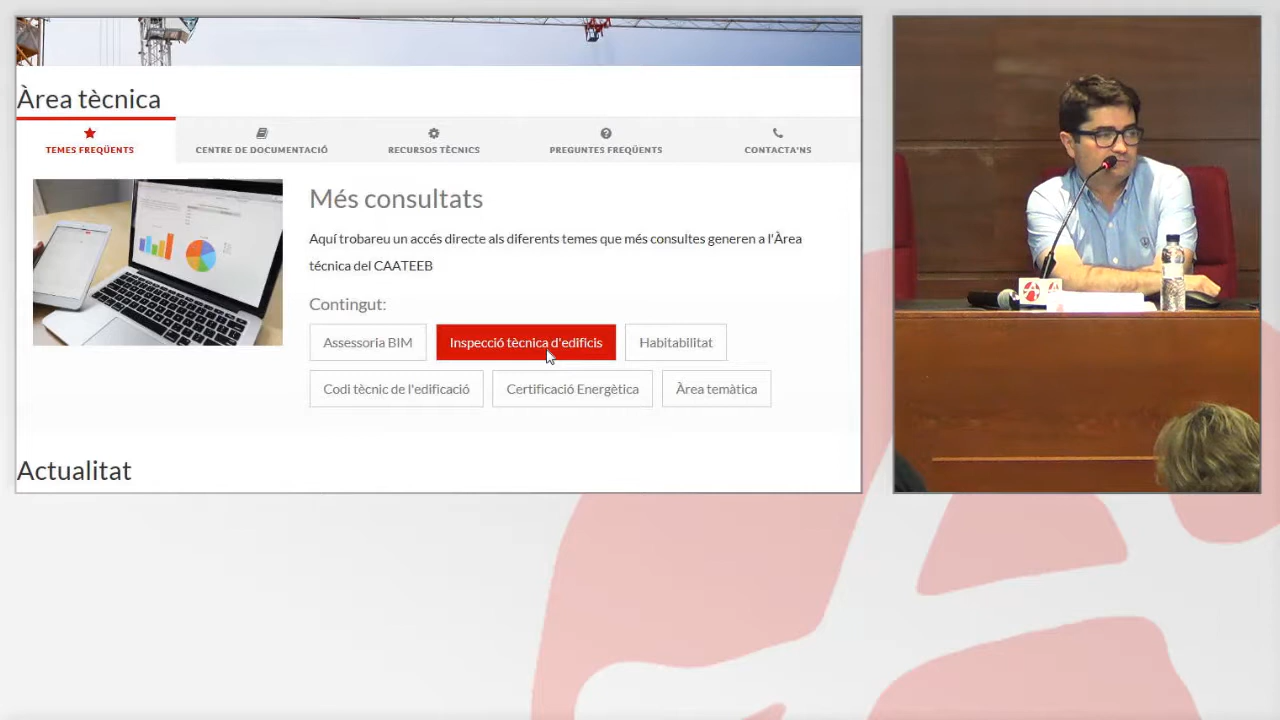 Àrea tècnica
TEMES FREQÜENTS
CENTRE DE DOCUMENTACIÓ
RECURSOS TÈCNICS
PREGUNTES FREQÜENTS
CONTACTA'NS
Més consultats
Aquí trobareu un accés directe als diferents temes que més consultes generen a l'Àrea
técnica del CAATEEB
Contingut:
Assessoria BIM
Inspecció tècnica d'edificis
Habitabilitat
Codi tècnic de l'edificació
Certificació Energètica
Àrea temàtica
Actualitat